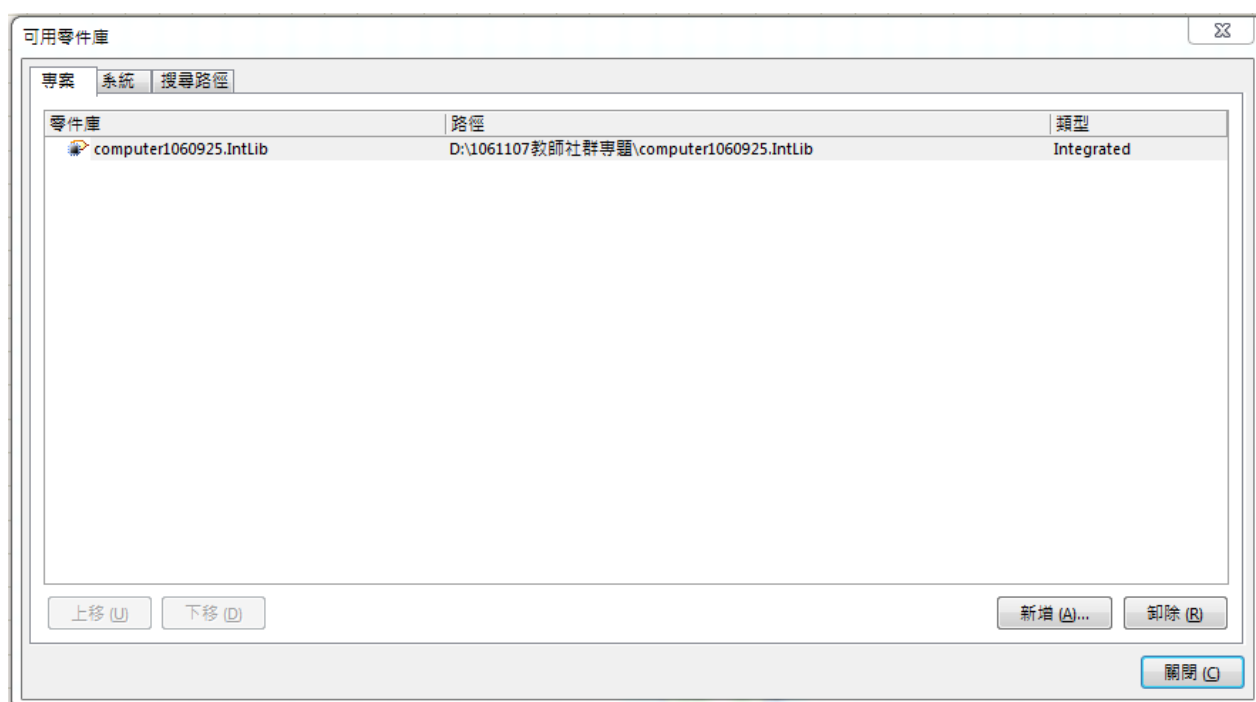 可用零件庫
專案 系統 搜尋路徑
零件庫 路徑 類型
computer1060925.IntLib D:\1061107教師社群專題\computer1060925.IntLib Integrated
上移 (U) 下移 (D) 新增 (A)... 卸除 (R)
關閉 (C)